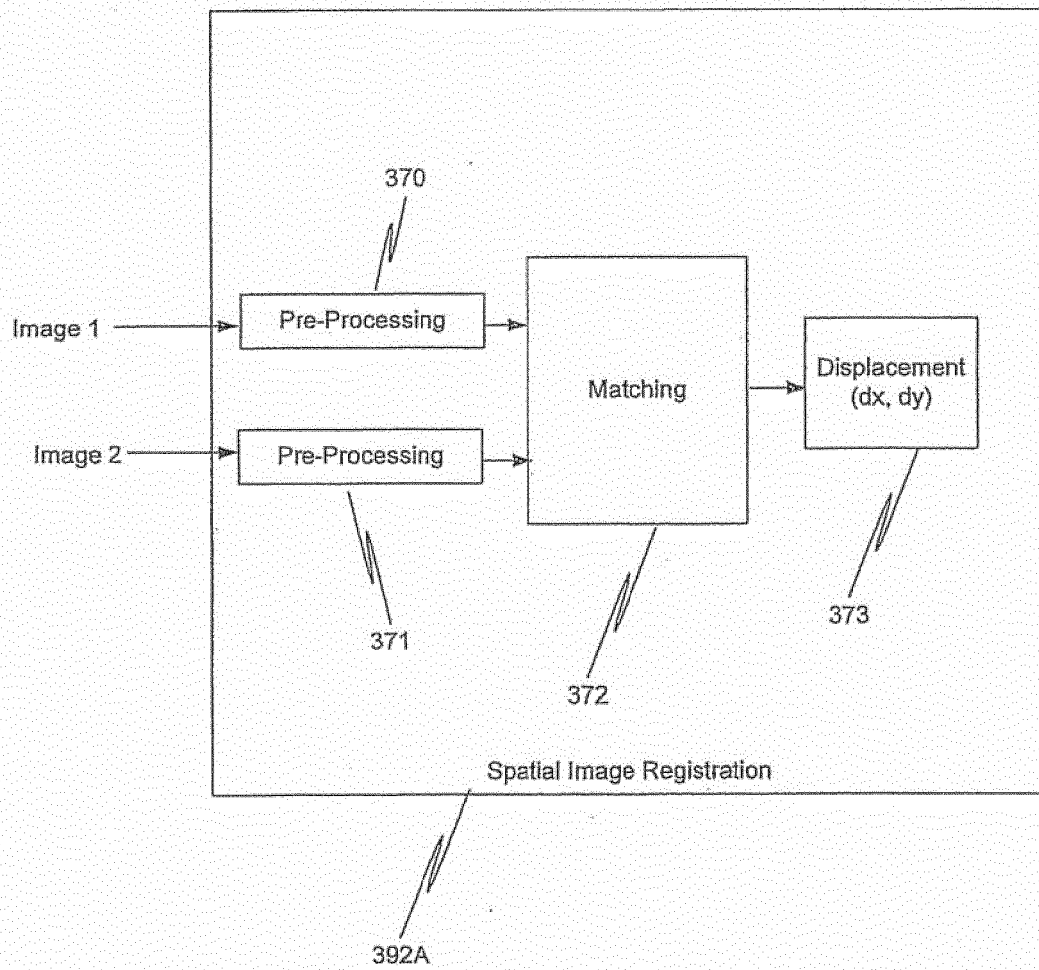 370
Image 1
Pre-Processing
Matching
Displacement
(dx, dy)
Image 2
Pre-Processing
371
372
373
Spatial Image Registration
392A